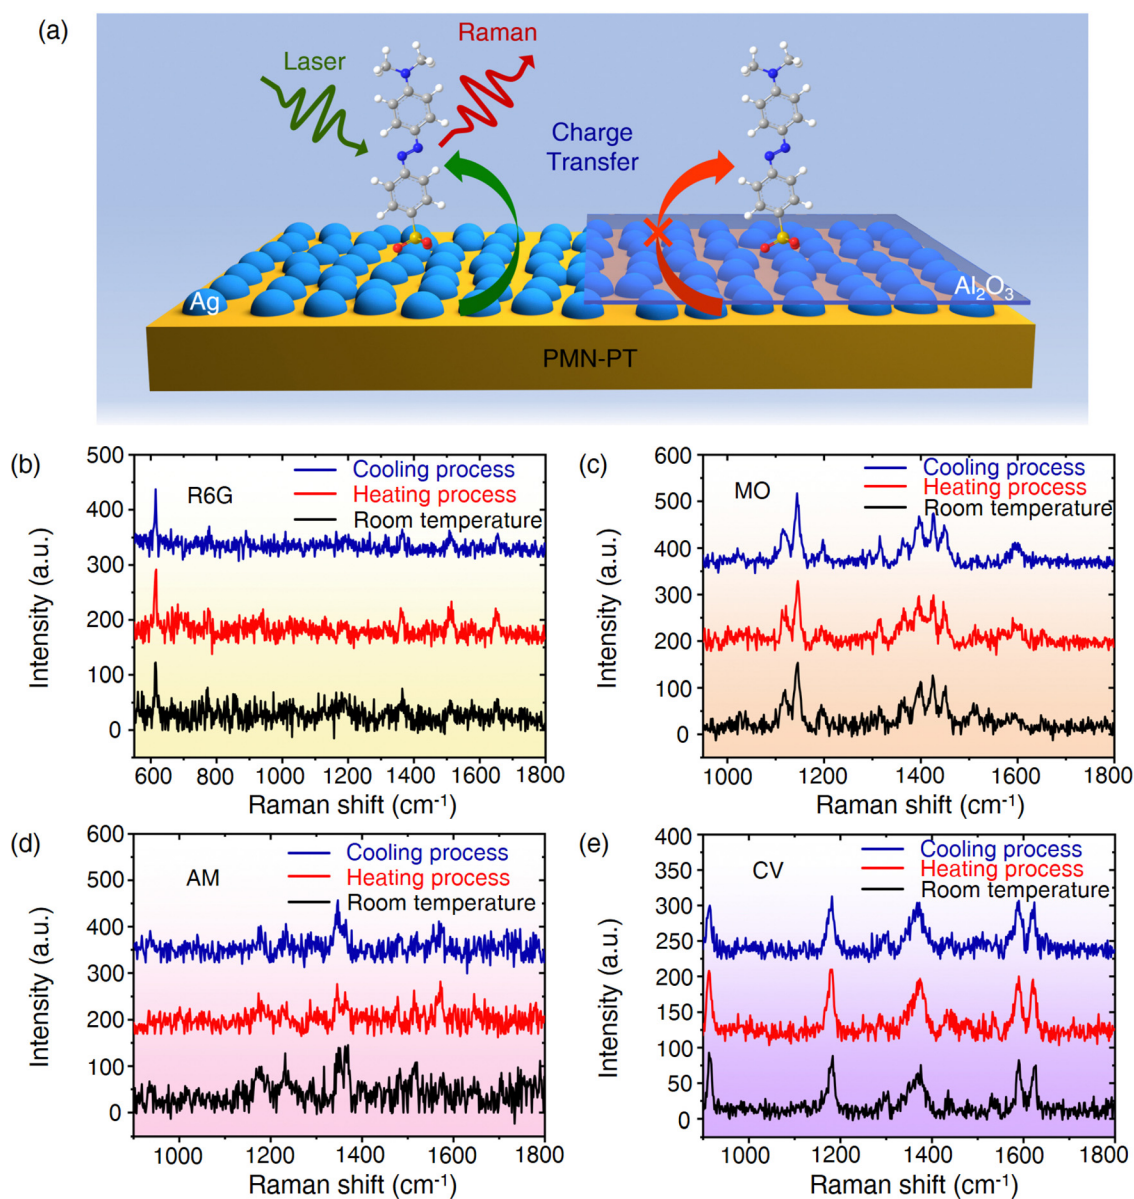 (a)
Raman
Laser
Charge
Transfer
Ag
Al₂O₃
PMN-PT
(b)
500
400
300
200
100
0
Intensity (a.u.)
R6G
Cooling process
Heating process
Room temperature
600 800 1000 1200 1400 1600 1800
Raman shift (cm⁻¹)
(c)
600
500
400
300
200
100
0
Intensity (a.u.)
MO
Cooling process
Heating process
Room temperature
1000 1200 1400 1600 1800
Raman shift (cm⁻¹)
(d)
600
500
400
300
200
100
0
Intensity (a.u.)
AM
Cooling process
Heating process
Room temperature
1000 1200 1400 1600 1800
Raman shift (cm⁻¹)
(e)
400
350
300
250
200
150
100
50
0
Intensity (a.u.)
CV
Cooling process
Heating process
Room temperature
1000 1200 1400 1600 1800
Raman shift (cm⁻¹)